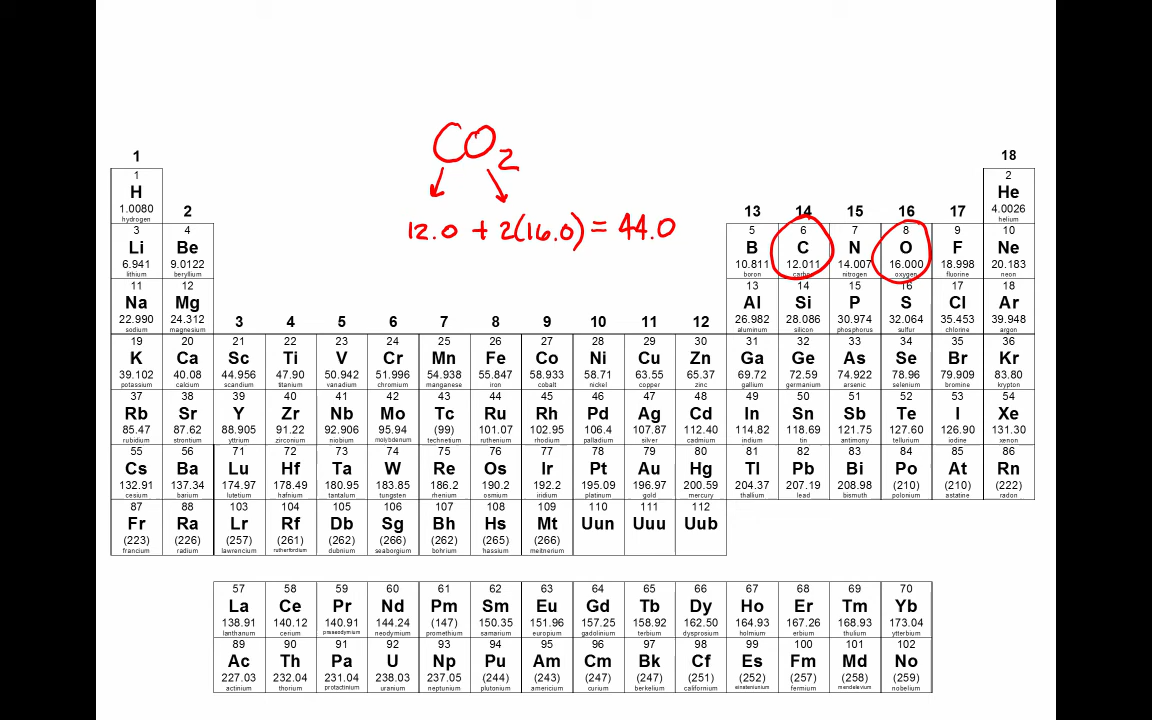 CO2
12.0 + 2(16.0) = 44.0
1 18
1 2
H He
1.0080 4.0026
hydrogen 2 13 14 15 16 17 helium
3 4 5 6 7 8 9 10
Li Be B C N O F Ne
6.941 9.0122 10.811 12.011 14.007 16.000 18.998 20.183
lithium beryllium boron carbon nitrogen oxygen fluorine neon
11 12 13 14 15 16 17 18
Na Mg Al Si P S Cl Ar
22.990 24.312 3 4 5 6 7 8 9 10 11 12 26.982 28.086 30.974 32.064 35.453 39.948
sodium magnesium aluminum silicon phosphorus sulfur chlorine argon
19 20 21 22 23 24 25 26 27 28 29 30 31 32 33 34 35 36
K Ca Sc Ti V Cr Mn Fe Co Ni Cu Zn Ga Ge As Se Br Kr
39.102 40.08 44.956 47.90 50.942 51.996 54.938 55.847 58.933 58.71 63.55 65.37 69.72 72.59 74.922 78.96 79.909 83.80
potassium calcium scandium titanium vanadium chromium manganese iron cobalt nickel copper zinc gallium germanium arsenic selenium bromine krypton
37 38 39 40 41 42 43 44 45 46 47 48 49 50 51 52 53 54
Rb Sr Y Zr Nb Mo Tc Ru Rh Pd Ag Cd In Sn Sb Te I Xe
85.47 87.62 88.905 91.22 92.906 95.94 (99) 101.07 102.95 106.4 107.87 112.40 114.82 118.69 121.75 127.60 126.90 131.30
rubidium strontium yttrium zirconium niobium molybdenum technetium ruthenium rhodium palladium silver cadmium indium tin antimony tellurium iodine xenon
55 56 71 72 73 74 75 76 77 78 79 80 81 82 83 84 85 86
Cs Ba Lu Hf Ta W Re Os Ir Pt Au Hg Tl Pb Bi Po At Rn
132.91 137.34 174.97 178.49 180.95 183.85 186.2 190.2 192.2 195.09 196.97 200.59 204.37 207.19 208.98 (210) (210) (222)
cesium barium lutetium hafnium tantalum tungsten rhenium osmium iridium platinum gold mercury thallium lead bismuth polonium astatine radon
87 88 103 104 105 106 107 108 109 110 111 112
Fr Ra Lr Rf Db Sg Bh Hs Mt Uun Uuu Uub
(223) (226) (257) (261) (262) (266) (262) (265) (266)
francium radium lawrencium rutherfordium dubnium seaborgium bohrium hassium meitnerium
57 58 59 60 61 62 63 64 65 66 67 68 69 70
La Ce Pr Nd Pm Sm Eu Gd Tb Dy Ho Er Tm Yb
138.91 140.12 140.91 144.24 (147) 150.35 151.96 157.25 158.92 162.50 164.93 167.26 168.93 173.04
lanthanum cerium praseodymium neodymium promethium samarium europium gadolinium terbium dysprosium holmium erbium thulium ytterbium
89 90 91 92 93 94 95 96 97 98 99 100 101 102
Ac Th Pa U Np Pu Am Cm Bk Cf Es Fm Md No
227.03 232.04 231.04 238.03 237.05 (244) (243) (247) (247) (251) (252) (257) (258) (259)
actinium thorium protactinium uranium neptunium plutonium americium curium berkelium californium einsteinium fermium mendelevium nobelium